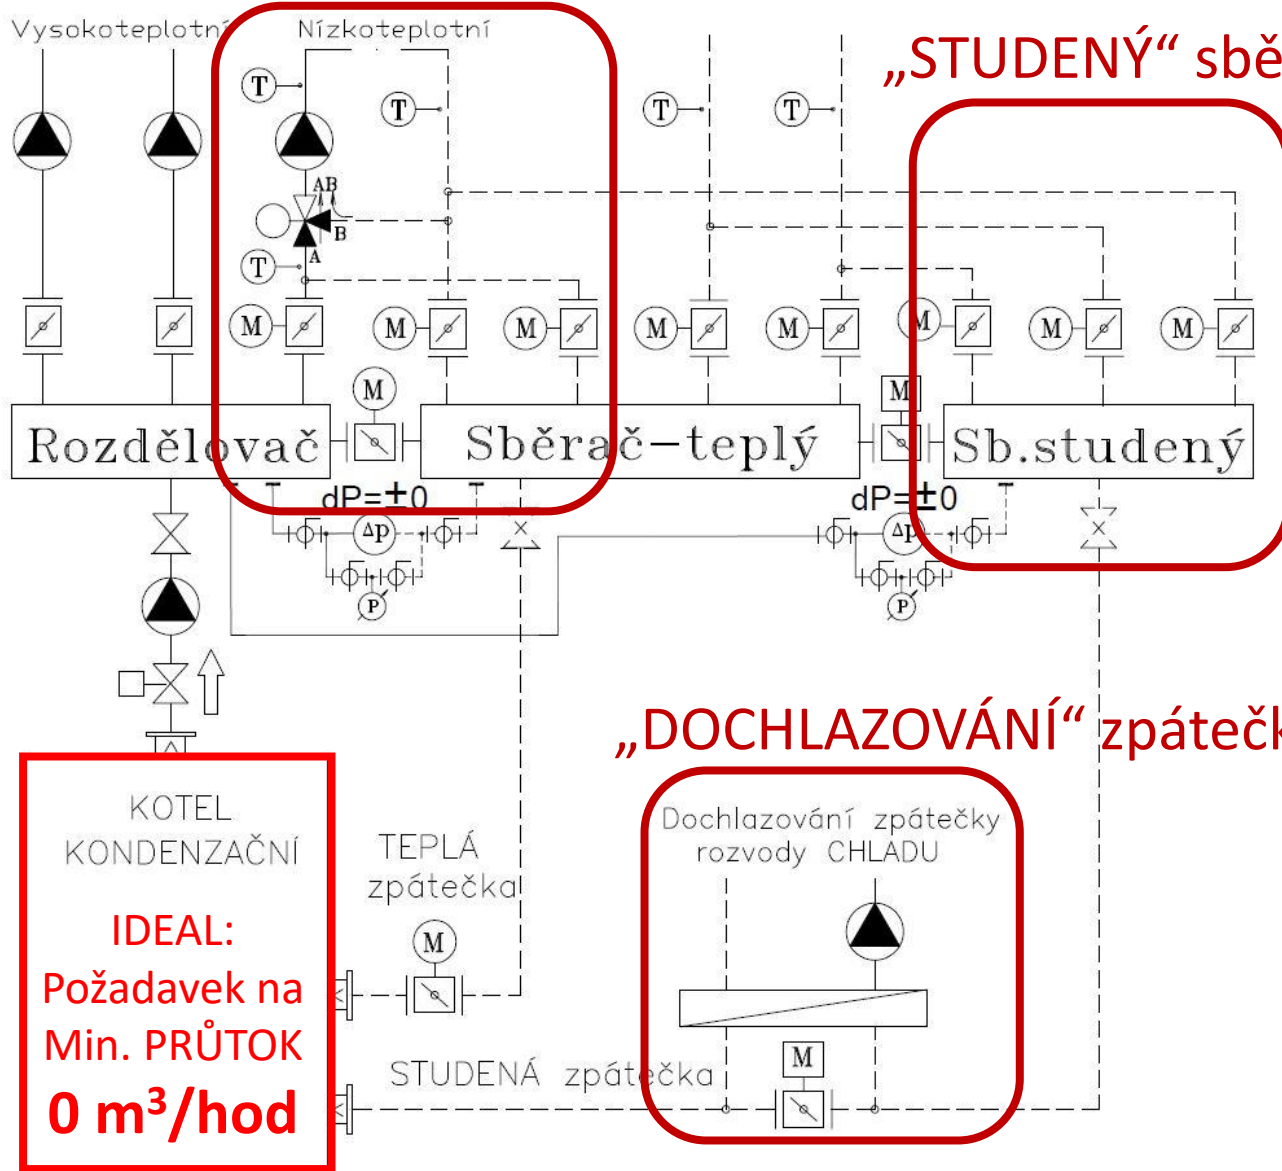 Vysokoteplotní
Nízkoteplotní
„STUDENÝ“ sbě
T
T
T
T
AB
B
A
T
M
M
M
M
M
M
M
M
M
M
Rozdělovač
Sběrač-teplý
Sb.studený
dP=±0
dP=±0
Δp
Δp
P
P
„DOCHLAZOVÁNÍ“ zpátečk
KOTEL
KONDENZAČNÍ
IDEAL:
Požadavek na
Min. PRŮTOK
0 m³/hod
TEPLÁ
zpátečka
M
Dochlazování zpátečky
rozvody CHLADU
STUDENÁ zpátečka
M